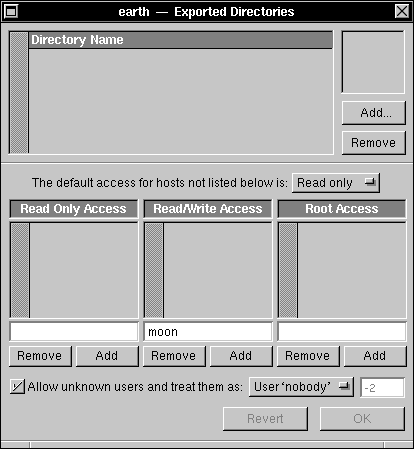 earth — Exported Directories
Directory Name
Add...
Remove
The default access for hosts not listed below is: Read only
Read Only Access Read/Write Access Root Access
moon
Remove Add Remove Add Remove Add
Allow unknown users and treat them as: User ‘nobody’ -2
Revert OK